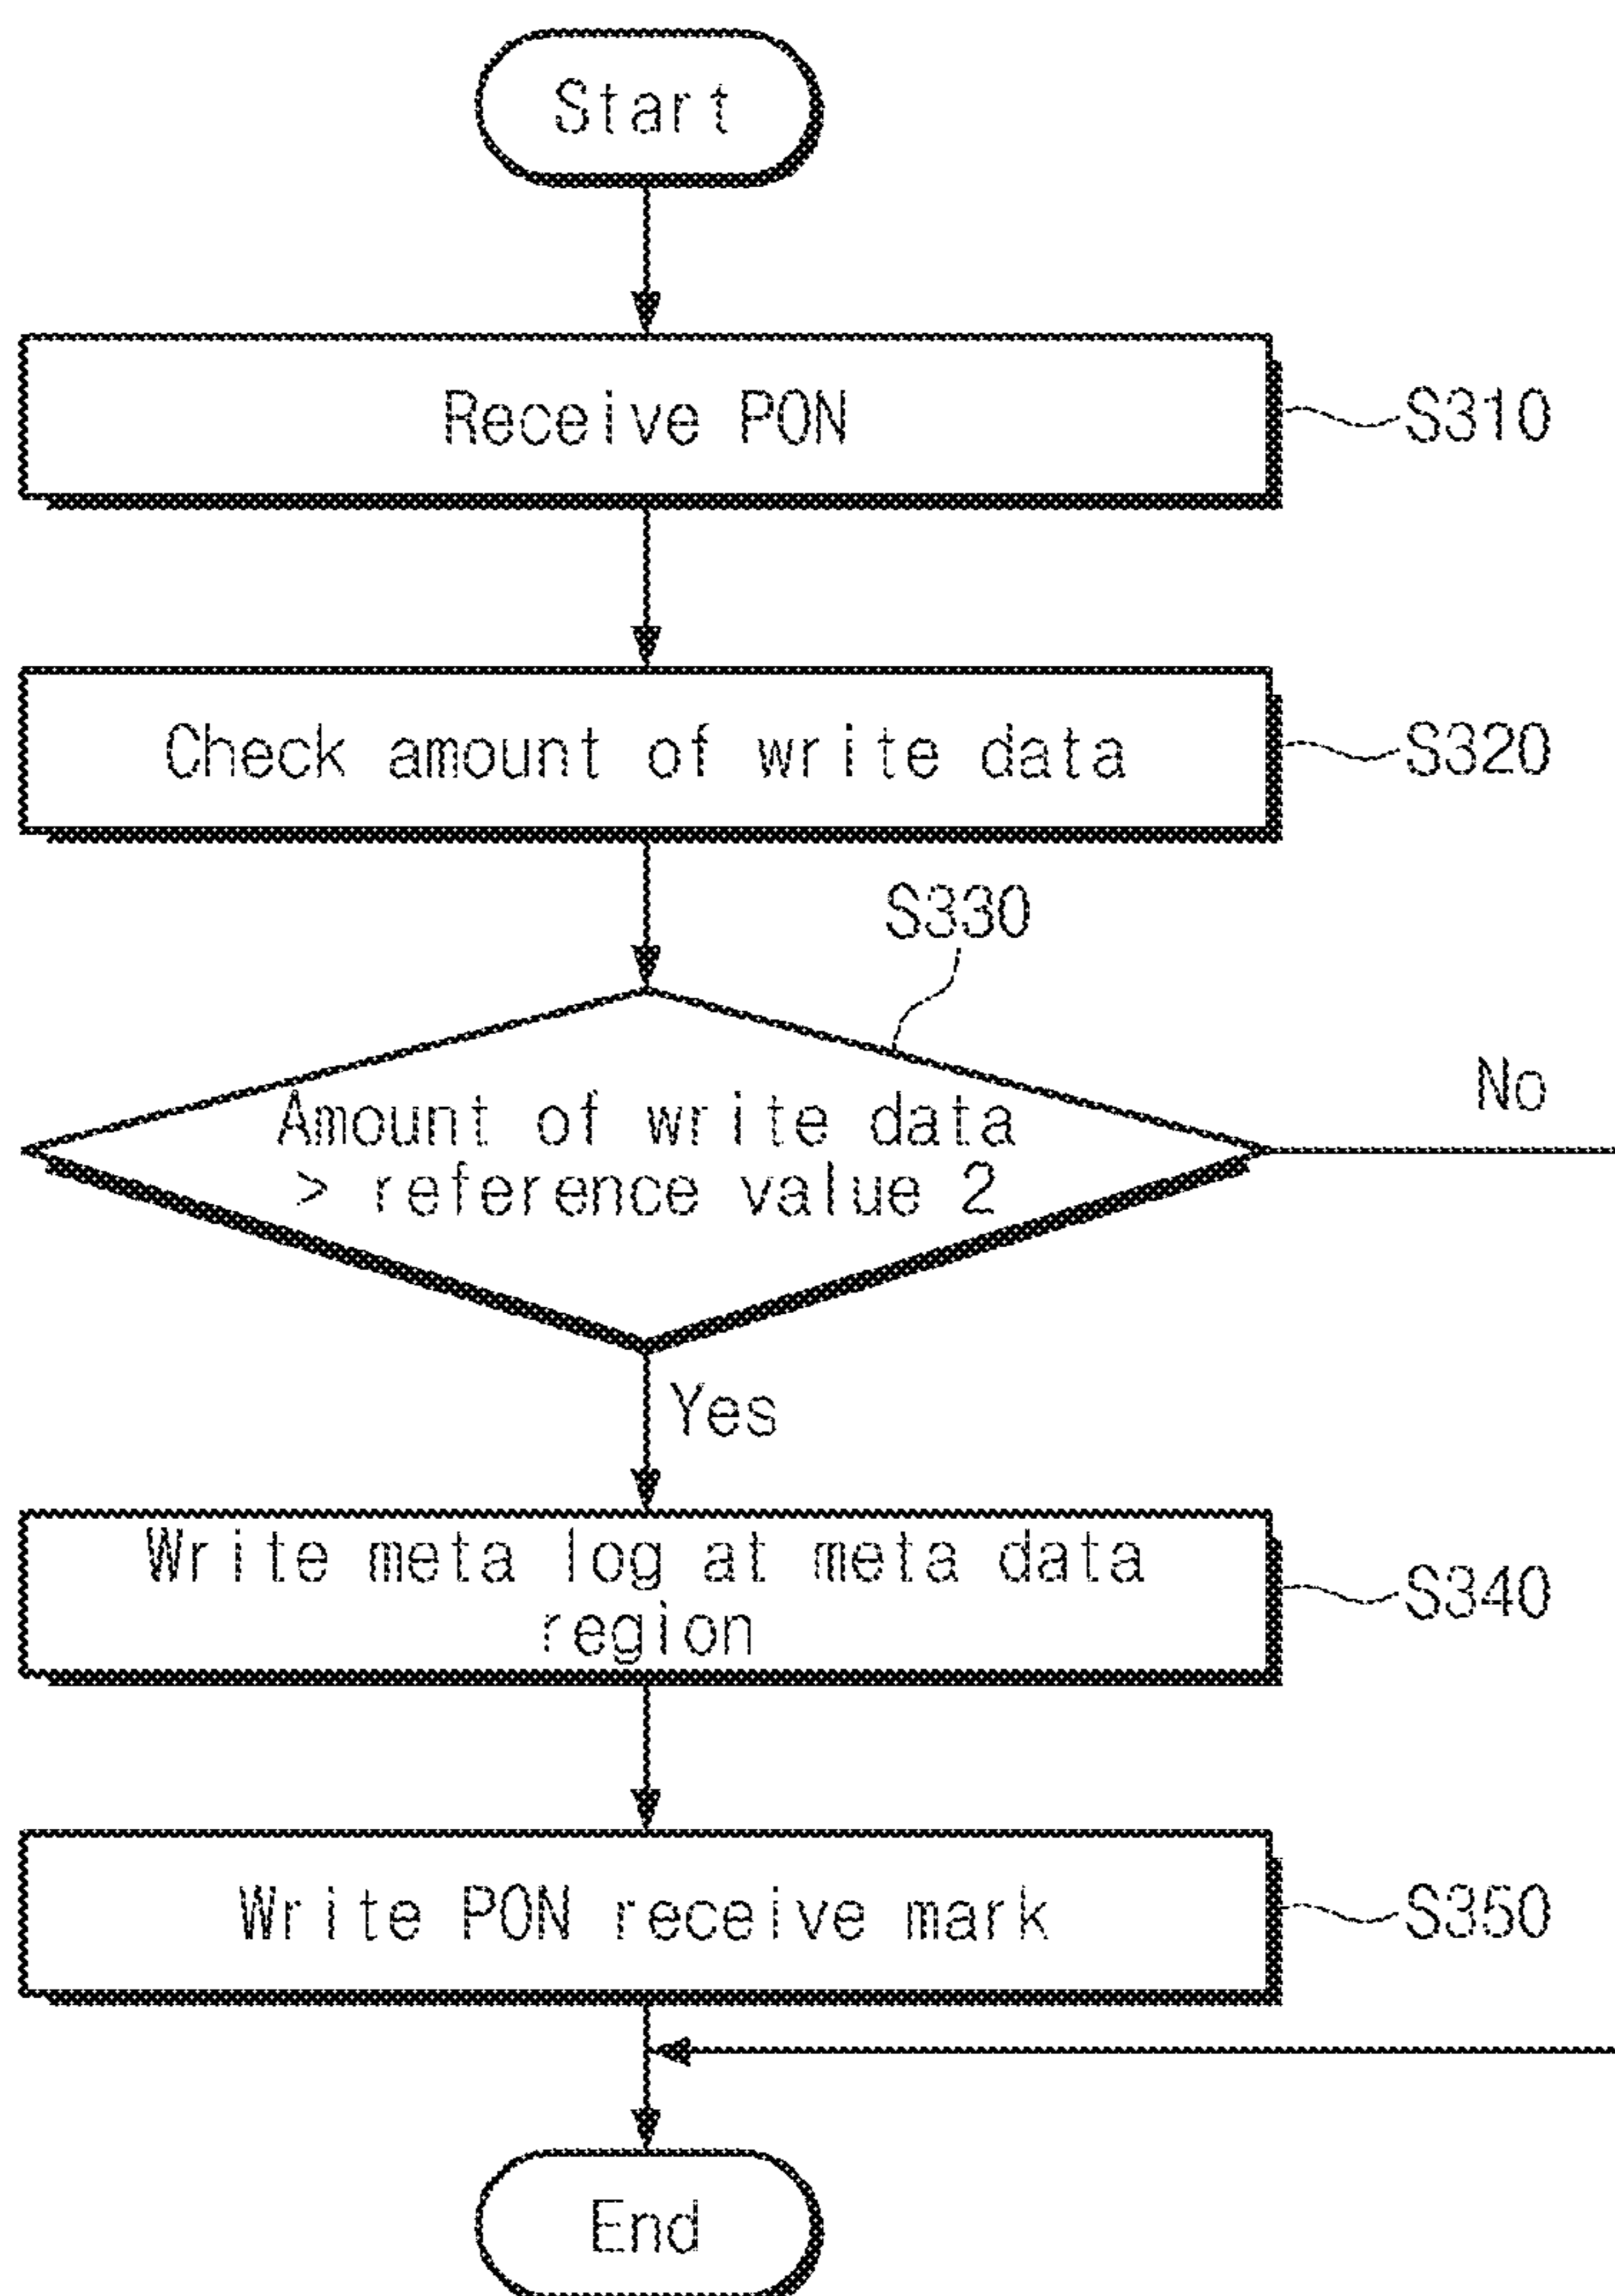 Start
Receive PON
S310
Check amount of write data
S320
S330
Amount of write data
> reference value 2
No
Yes
Write meta log at meta data
region
S340
Write PON receive mark
S350
End